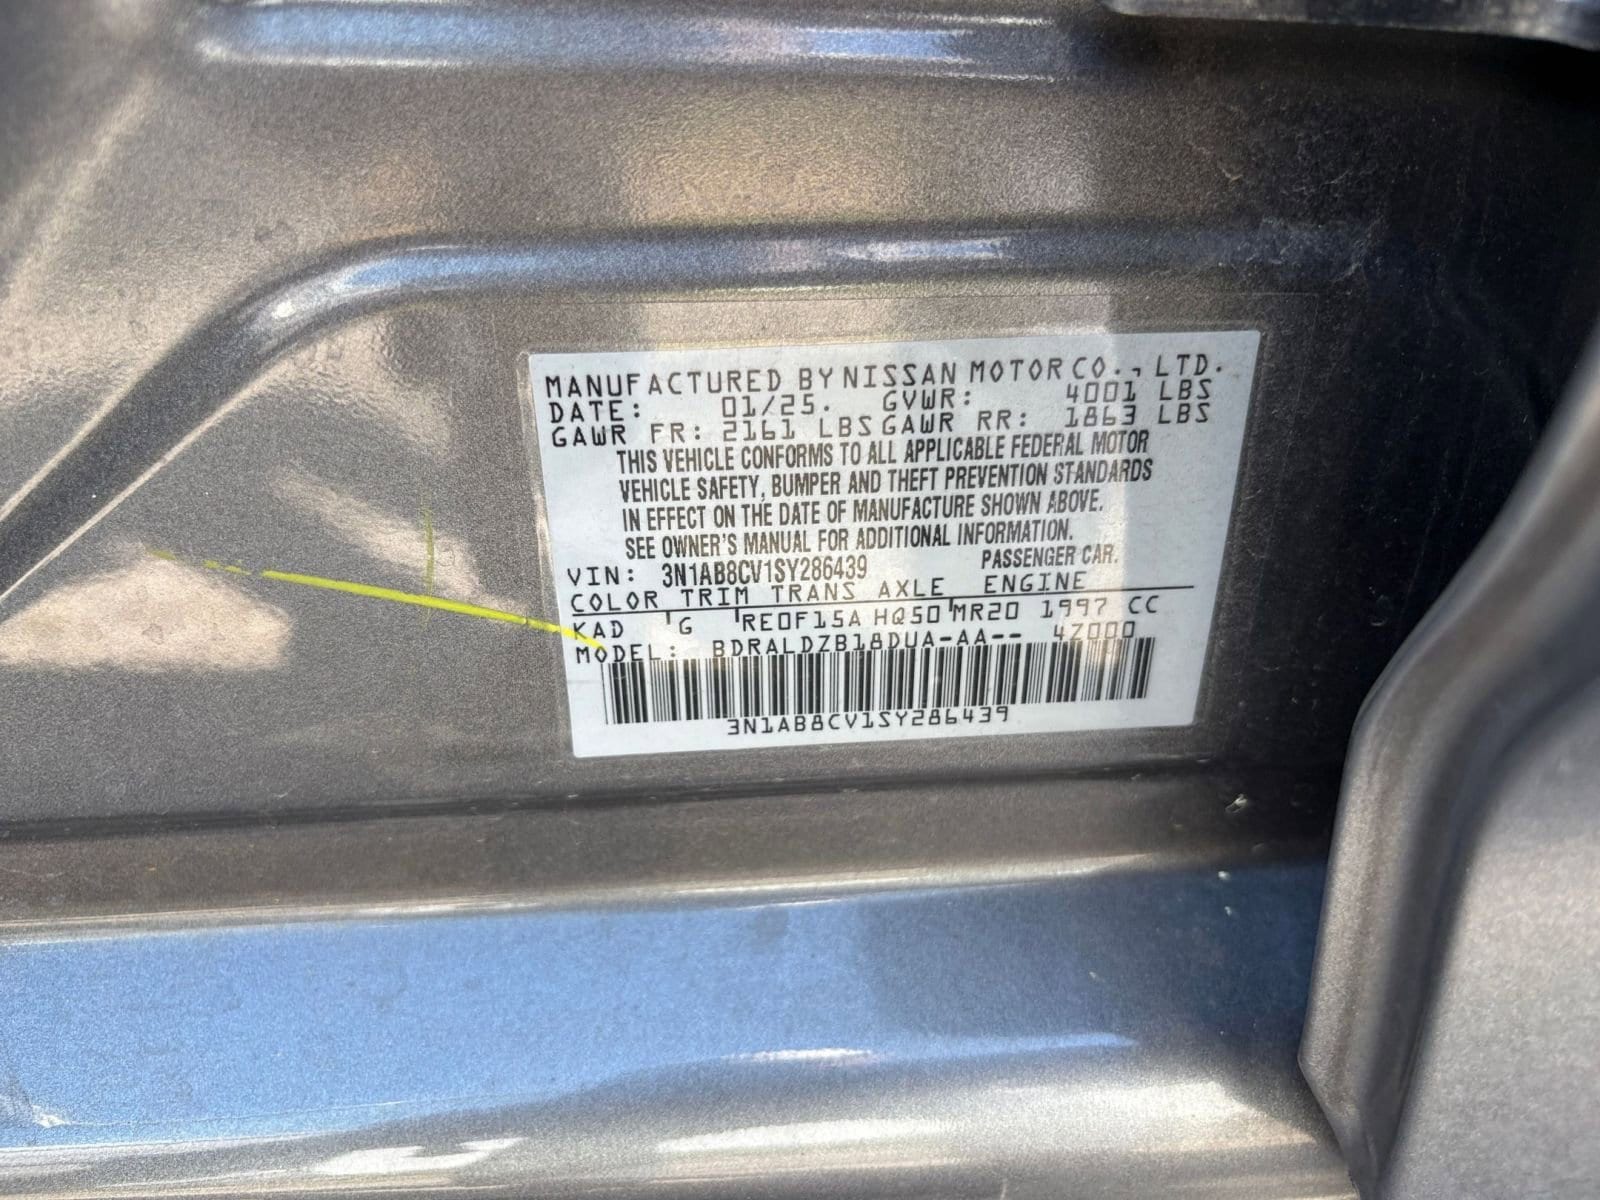 MANUFACTURED BY NISSAN MOTOR CO., LTD.
DATE: 01/25. GVWR: 4001 LBS
GAWR FR: 2161 LBS GAWR RR: 1863 LBS
THIS VEHICLE CONFORMS TO ALL APPLICABLE FEDERAL MOTOR
VEHICLE SAFETY, BUMPER AND THEFT PREVENTION STANDARDS
IN EFFECT ON THE DATE OF MANUFACTURE SHOWN ABOVE.
SEE OWNER'S MANUAL FOR ADDITIONAL INFORMATION.
VIN: 3N1AB8CV1SY286439 PASSENGER CAR.
COLOR TRIM TRANS AXLE ENGINE
KAD G RE0F15A HQ50 MR20 1997 CC
MODEL: BDRALDZB18DUA-AA-- 4Z000
3N1AB8CV1SY286439